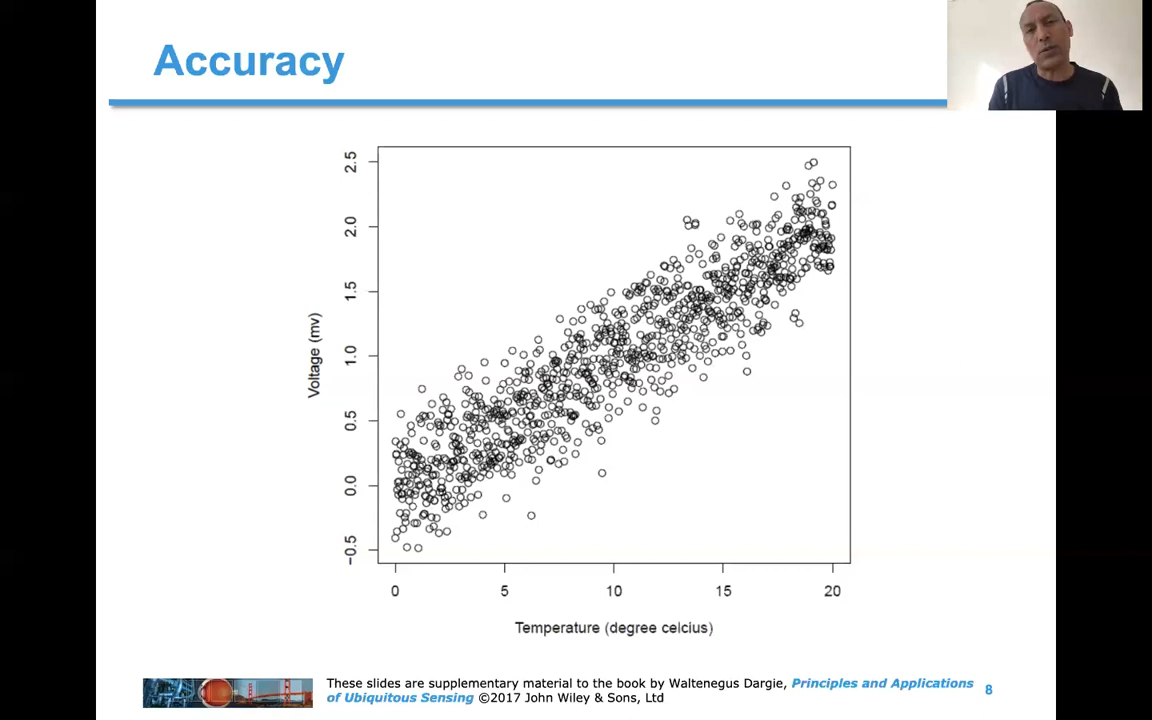 Accuracy
2.5
2.0
1.5
1.0
0.5
0.0
-0.5
Voltage (mv)
0 5 10 15 20
Temperature (degree celcius)
These slides are supplementary material to the book by Waltenegus Dargie, Principles and Applications
of Ubiquitous Sensing ©2017 John Wiley & Sons, Ltd
8